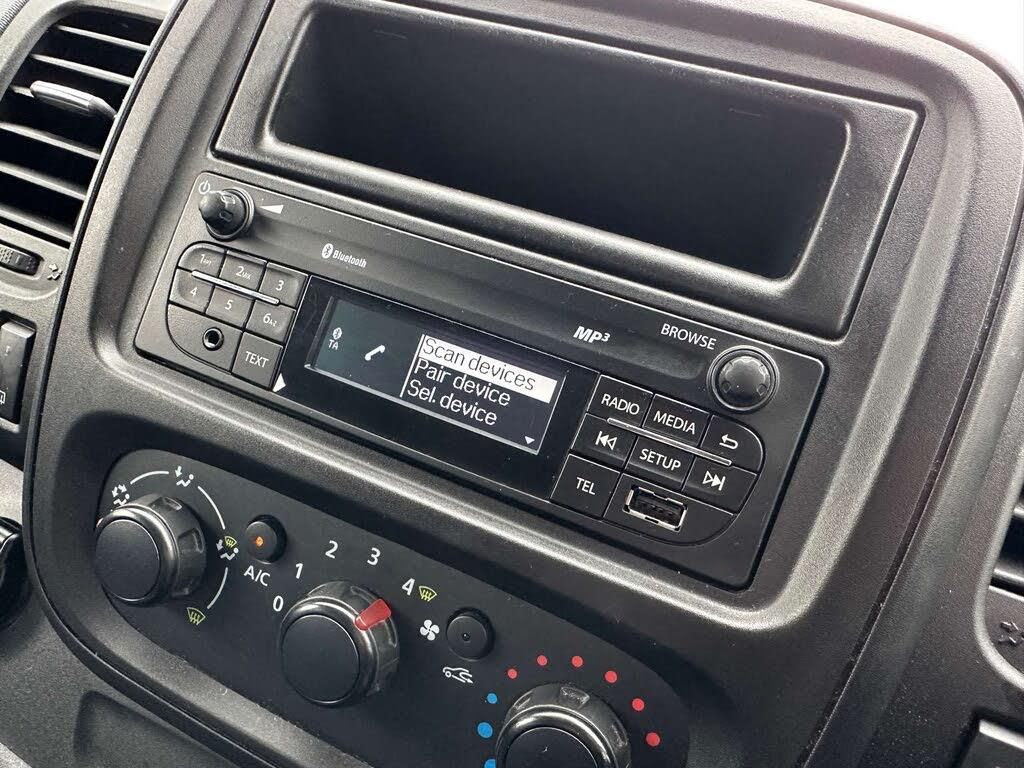 Bluetooth
MP3
BROWSE
1
2
3
4
5
6
TEXT
TA
Scan devices
Pair device
Sel. device
RADIO
MEDIA
SETUP
TEL
A/C
0
1
2
3
4